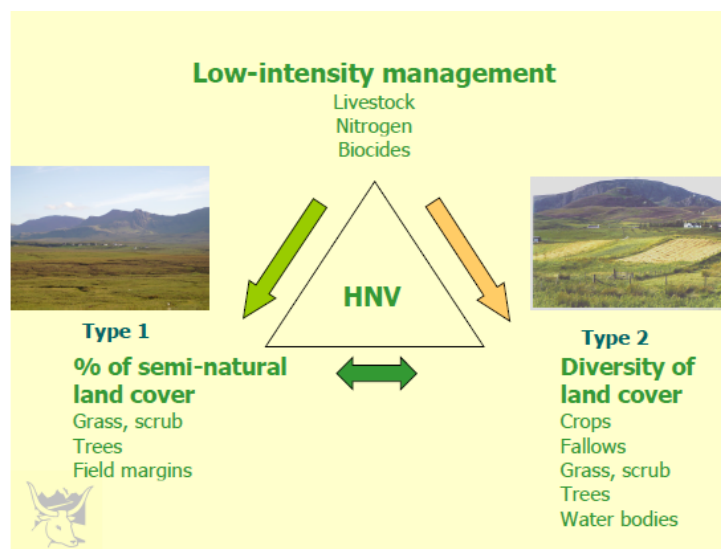 Low-intensity management
Livestock
Nitrogen
Biocides
HNV
Type 1
% of semi-natural
land cover
Grass, scrub
Trees
Field margins
Type 2
Diversity of
land cover
Crops
Fallows
Grass, scrub
Trees
Water bodies